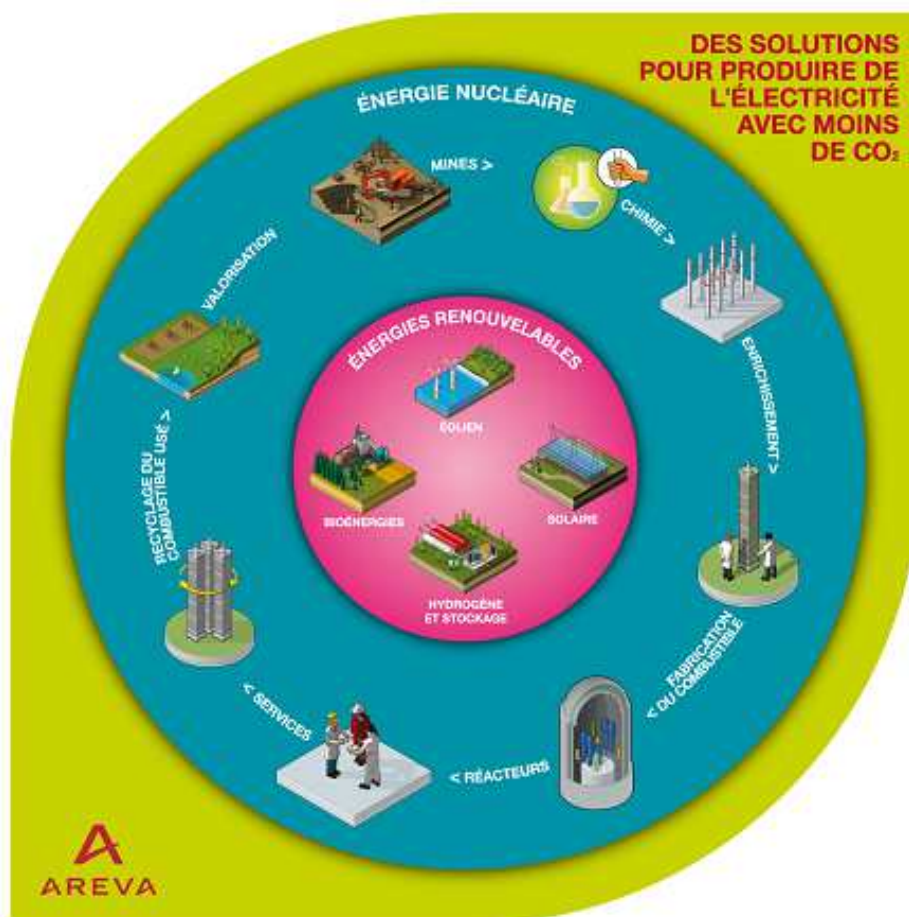 DES SOLUTIONS
POUR PRODUIRE DE
L'ÉLECTRICITÉ
AVEC MOINS
DE CO₂
ÉNERGIE NUCLÉAIRE
MINES >
CHIMIE >
ENRICHISSEMENT >
FABRICATION
< DU COMBUSTIBLE
< RÉACTEURS
< SERVICES
RECYCLAGE DU
COMBUSTIBLE USÉ >
VALORISATION
ÉNERGIES RENOUVELABLES
ÉOLIEN
SOLAIRE
HYDROGÈNE
ET STOCKAGE
BIOÉNERGIES
AREVA